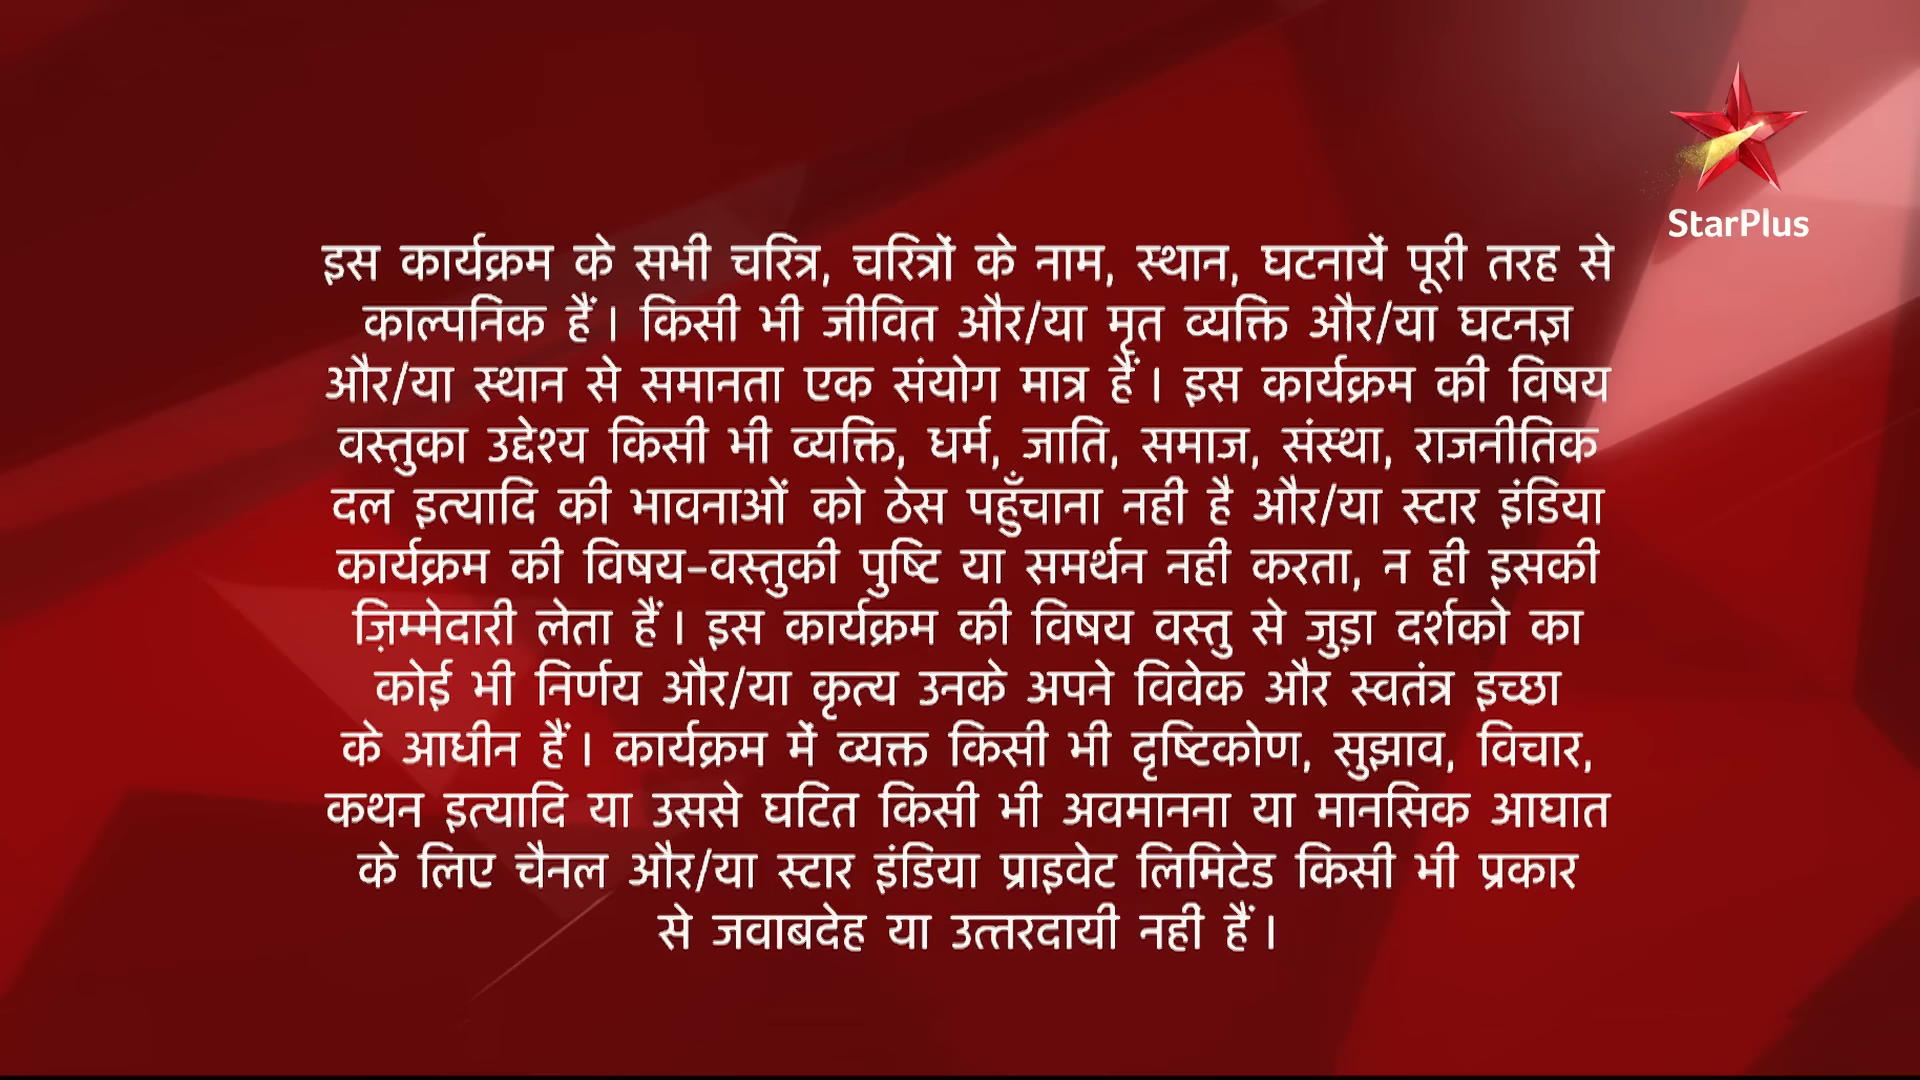 StarPlus
इस कार्यक्रम के सभी चरित्र, चरित्रों के नाम, स्थान, घटनायें पूरी तरह से
काल्पनिक हैं। किसी भी जीवित और/या मृत व्यक्ति और/या घटनज्ञ
और/या स्थान से समानता एक संयोग मात्र हैं। इस कार्यक्रम की विषय
वस्तुका उद्देश्य किसी भी व्यक्ति, धर्म, जाति, समाज, संस्था, राजनीतिक
दल इत्यादि की भावनाओं को ठेस पहुँचाना नही है और/या स्टार इंडिया
कार्यक्रम की विषय-वस्तुकी पुष्टि या समर्थन नही करता, न ही इसकी
ज़िम्मेदारी लेता हैं। इस कार्यक्रम की विषय वस्तु से जुड़ा दर्शको का
कोई भी निर्णय और/या कृत्य उनके अपने विवेक और स्वतंत्र इच्छा
के आधीन हैं। कार्यक्रम में व्यक्त किसी भी दृष्टिकोण, सुझाव, विचार,
कथन इत्यादि या उससे घटित किसी भी अवमानना या मानसिक आघात
के लिए चैनल और/या स्टार इंडिया प्राइवेट लिमिटेड किसी भी प्रकार
से जवाबदेह या उत्तरदायी नही हैं।